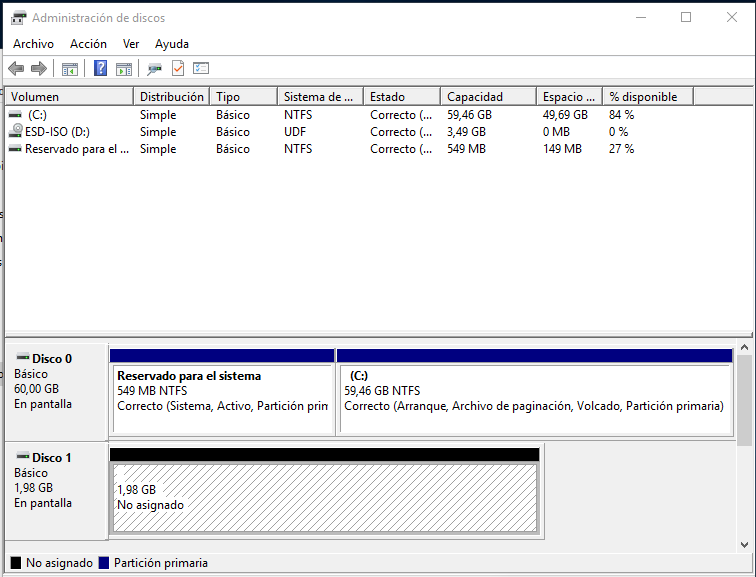 Administración de discos
Archivo Acción Ver Ayuda
Volumen Distribución Tipo Sistema de ... Estado Capacidad Espacio ... % disponible
(C:) Simple Básico NTFS Correcto (... 59,46 GB 49,69 GB 84 %
ESD-ISO (D:) Simple Básico UDF Correcto (... 3,49 GB 0 MB 0 %
Reservado para el ... Simple Básico NTFS Correcto (... 549 MB 149 MB 27 %
Disco 0
Básico
60,00 GB
En pantalla
Reservado para el sistema
549 MB NTFS
Correcto (Sistema, Activo, Partición prim
(C:)
59,46 GB NTFS
Correcto (Arranque, Archivo de paginación, Volcado, Partición primaria)
Disco 1
Básico
1,98 GB
En pantalla
1,98 GB
No asignado
No asignado Partición primaria